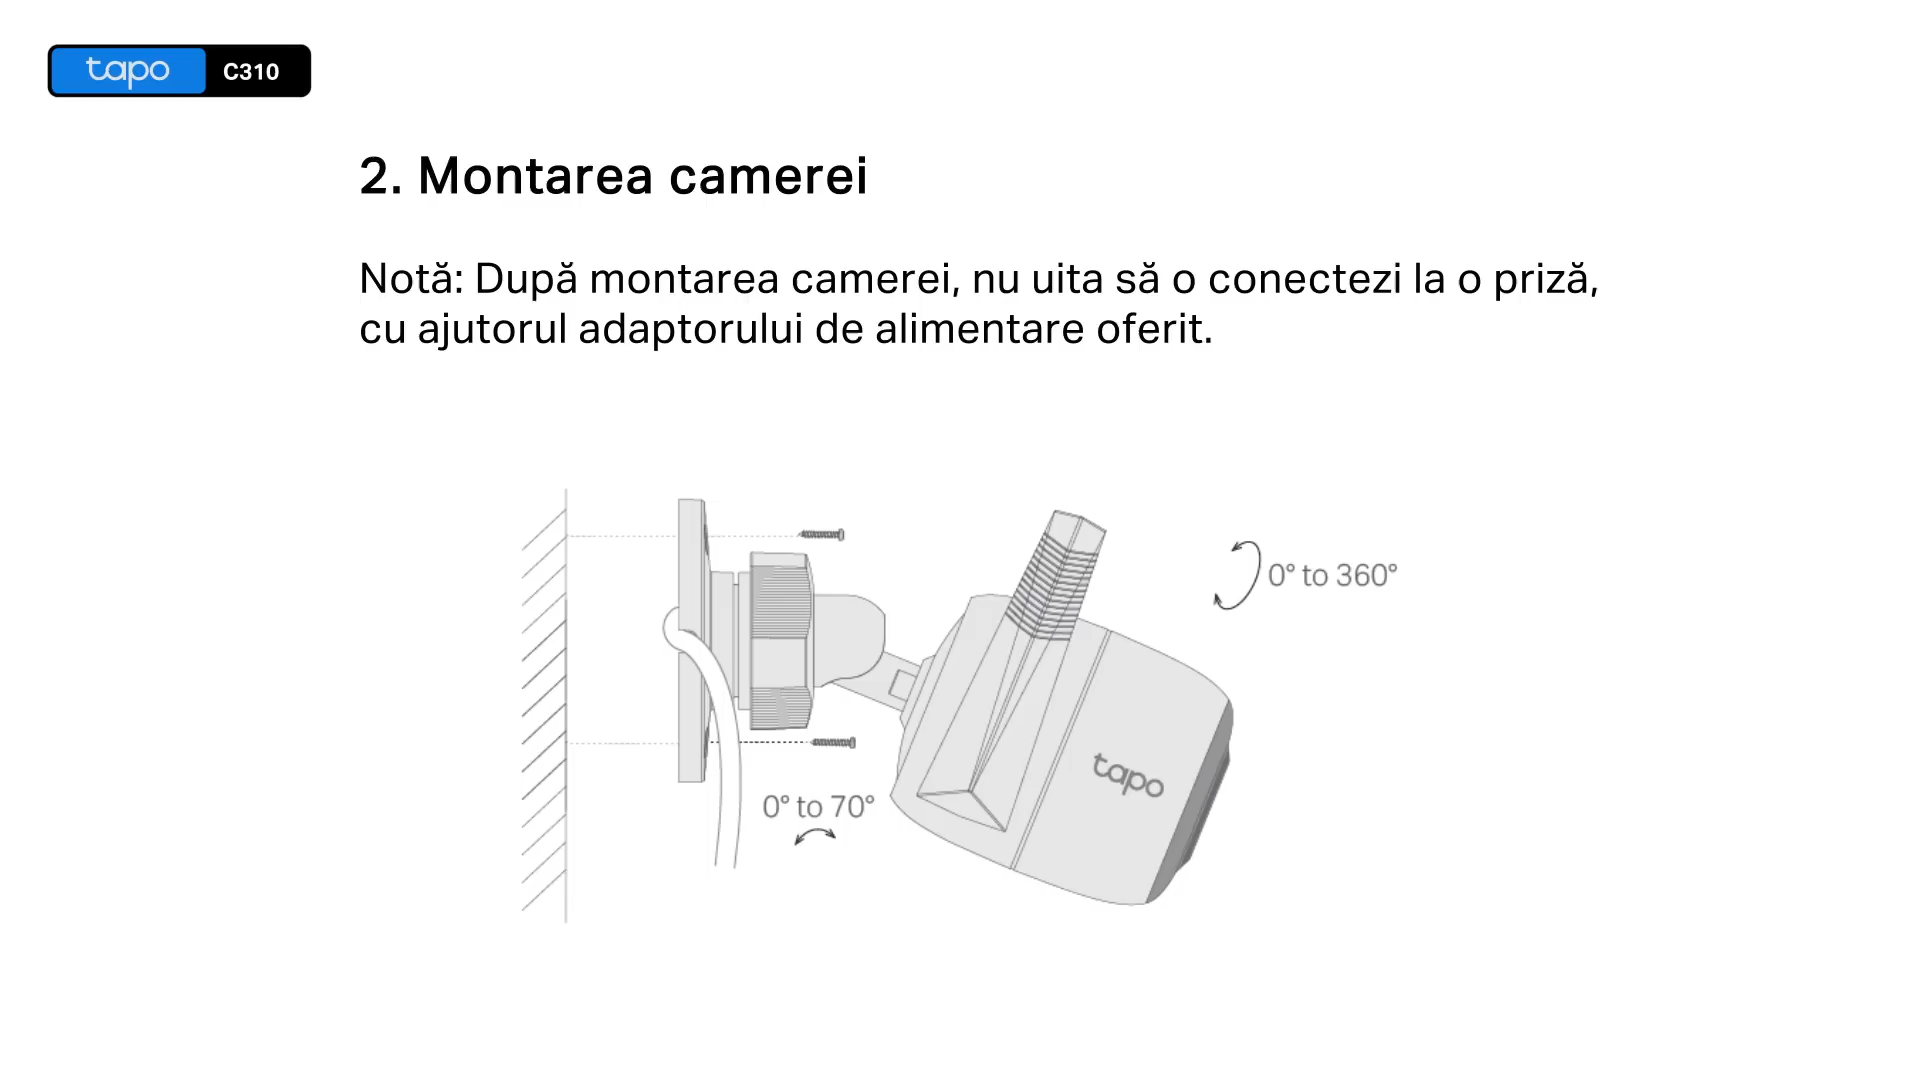 tapo C310
2. Montarea camerei
Notă: După montarea camerei, nu uita să o conectezi la o priză,
cu ajutorul adaptorului de alimentare oferit.
0° to 360°
tapo
0° to 70°